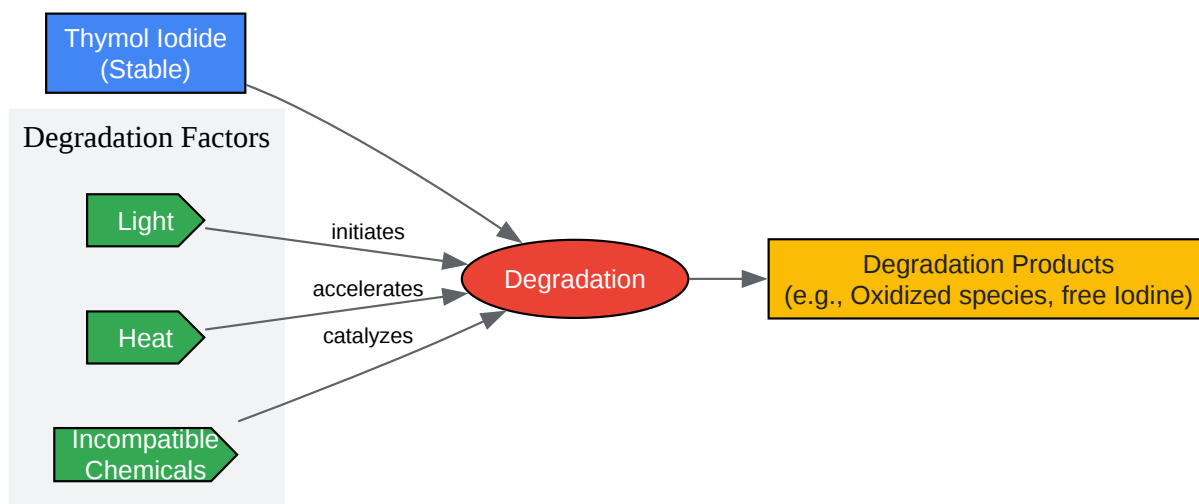 Thymol Iodide
(Stable)
Degradation Factors
Light
initiates
Degradation
Degradation Products
(e.g., Oxidized species, free Iodine)
accelerates
Heat
catalyzes
Incompatible
Chemicals